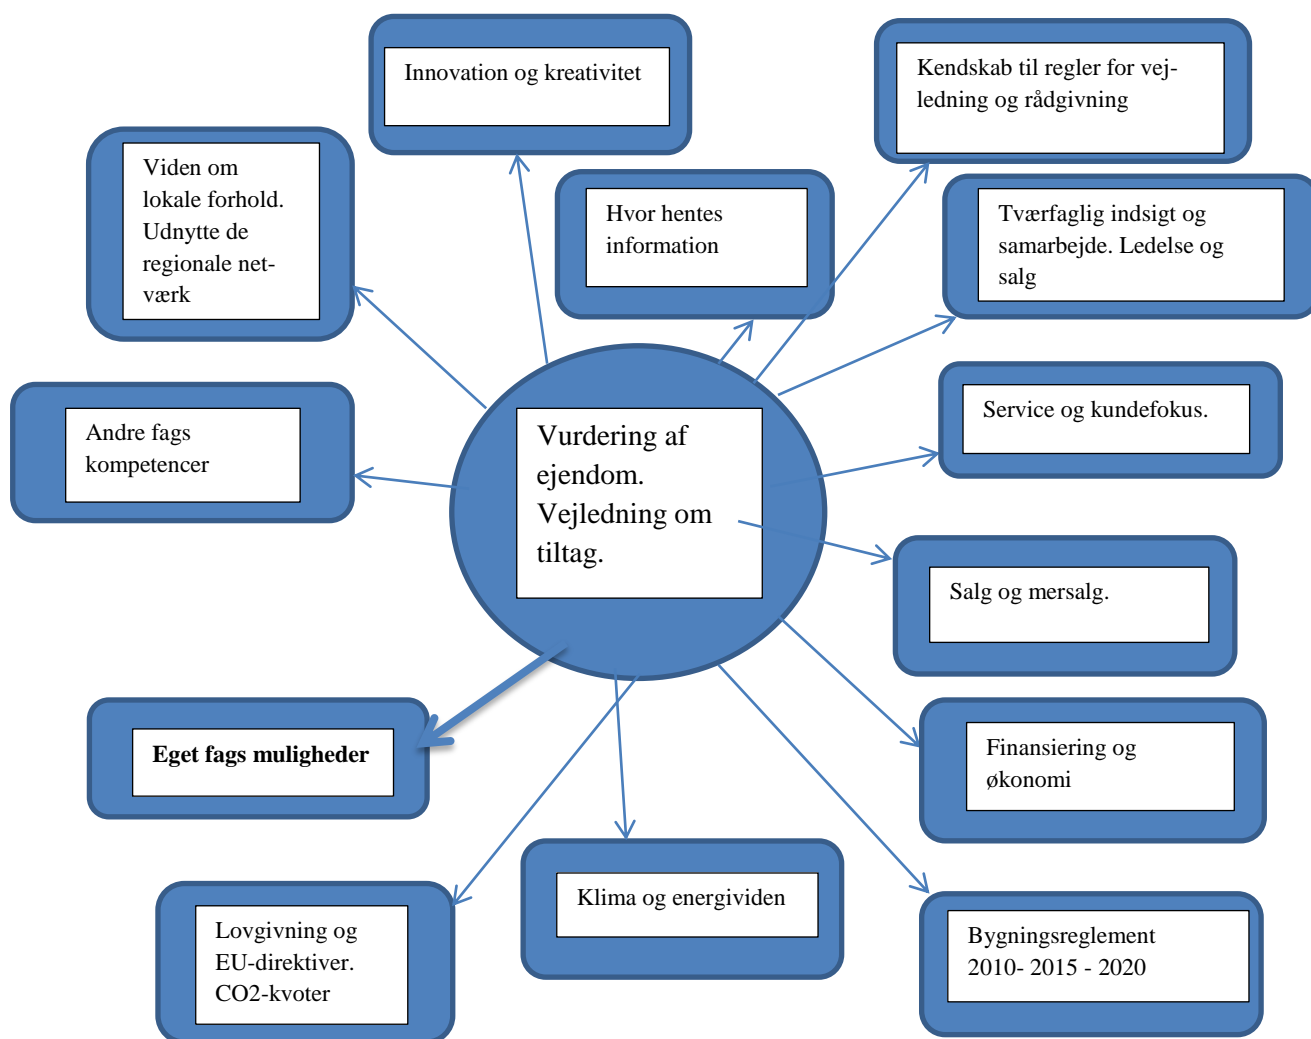 Innovation og kreativitet
Kendskab til regler for vej-
ledning og rådgivning
Viden om
lokale forhold.
Udnytte de
regionale net-
værk
Hvor hentes
information
Tværfaglig indsigt og
samarbejde. Ledelse og
salg
Andre fags
kompetencer
Vurdering af
ejendom.
Vejledning om
tiltag.
Service og kundefokus.
Salg og mersalg.
Eget fags muligheder
Finansiering og
økonomi
Klima og energividen
Lovgivning og
EU-direktiver.
CO2-kvoter
Bygningsreglement
2010- 2015 - 2020